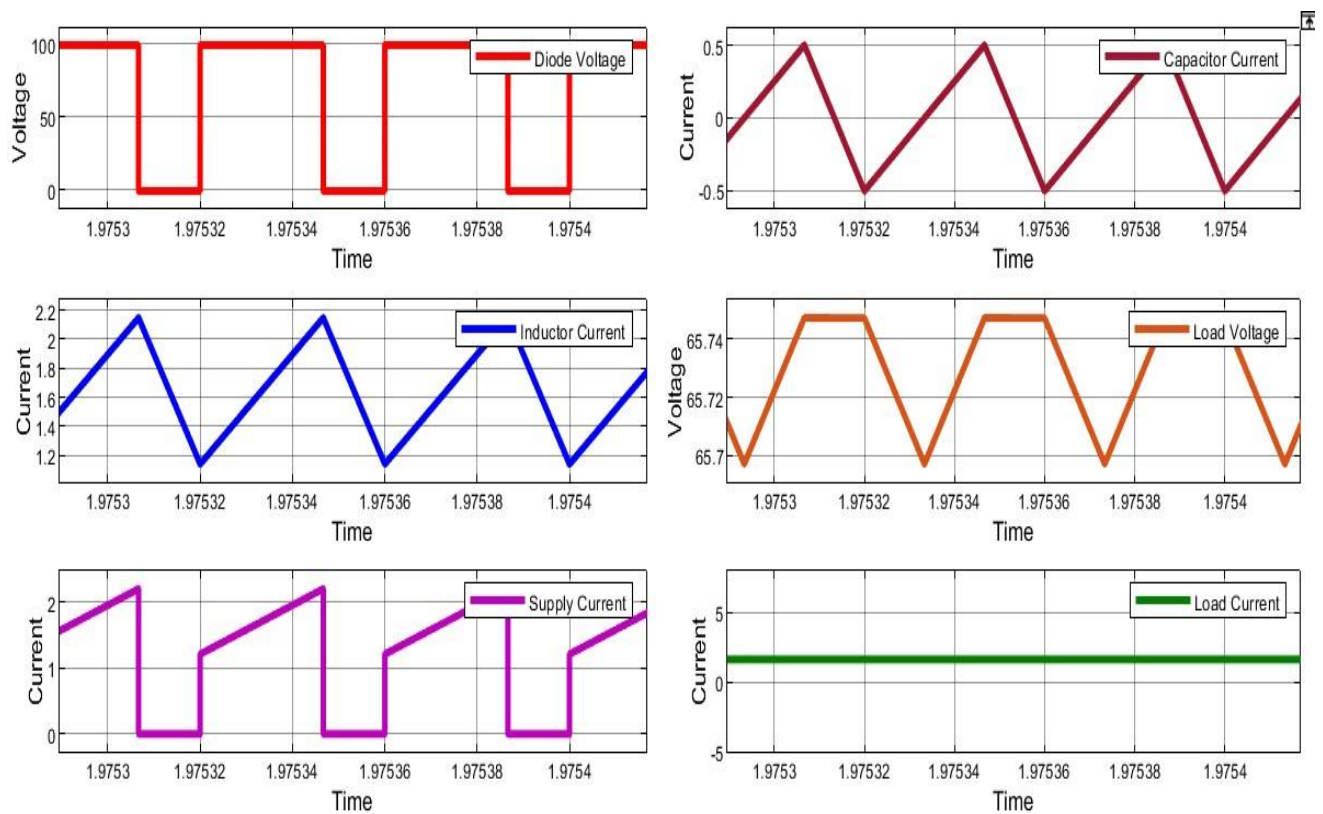 100
50
0
Voltage
Diode Voltage
1.9753 1.97532 1.97534 1.97536 1.97538 1.9754
Time
0.5
0
-0.5
Current
Capacitor Current
1.9753 1.97532 1.97534 1.97536 1.97538 1.9754
Time
2.2
2
1.8
1.6
1.4
1.2
Current
Inductor Current
1.9753 1.97532 1.97534 1.97536 1.97538 1.9754
Time
65.74
65.72
65.7
Voltage
Load Voltage
1.9753 1.97532 1.97534 1.97536 1.97538 1.9754
Time
2
1
0
Current
Supply Current
1.9753 1.97532 1.97534 1.97536 1.97538 1.9754
Time
5
0
-5
Current
Load Current
1.9753 1.97532 1.97534 1.97536 1.97538 1.9754
Time